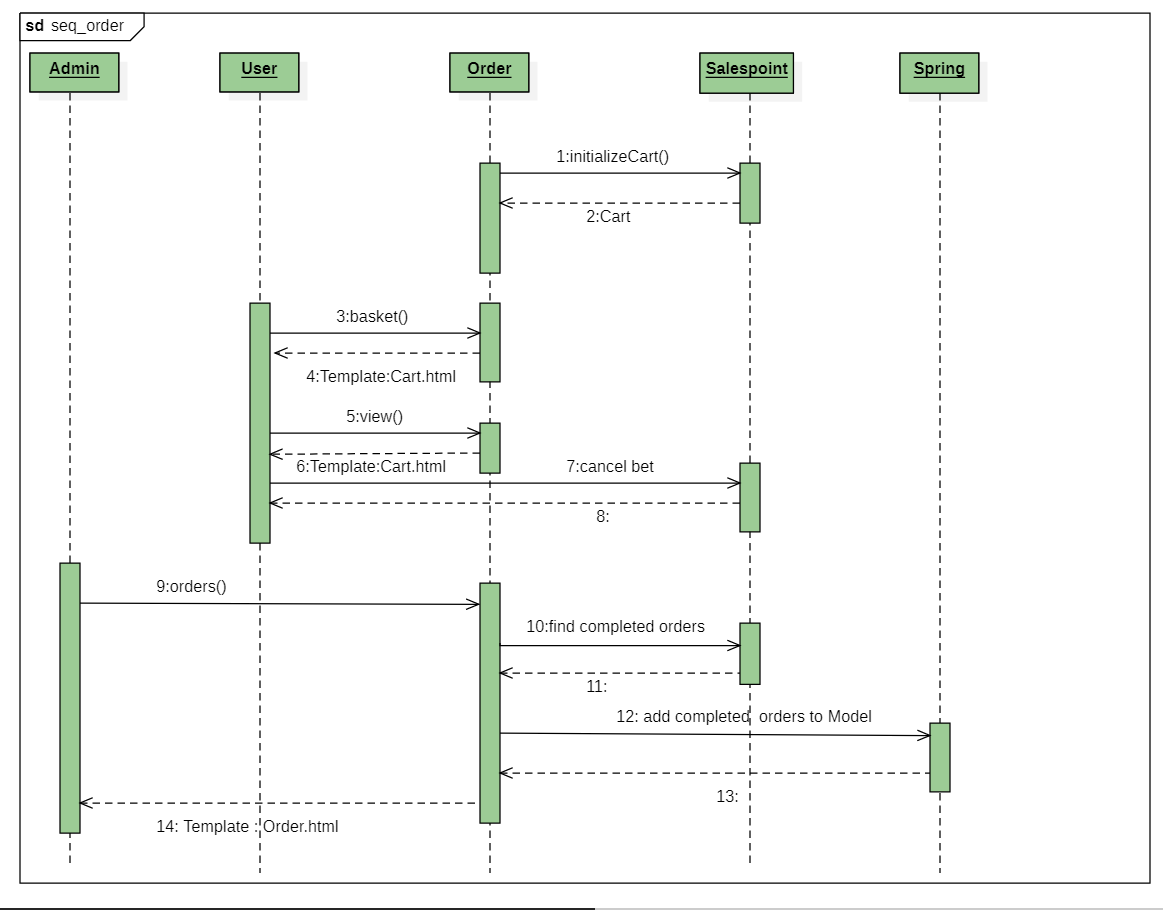 sd seq_order
Admin
User
Order
Salespoint
Spring
1:initializeCart()
2:Cart
3:basket()
4:Template:Cart.html
5:view()
6:Template:Cart.html
7:cancel bet
8:
9:orders()
10:find completed orders
11:
12: add completed  orders to Model
13:
14: Template : Order.html